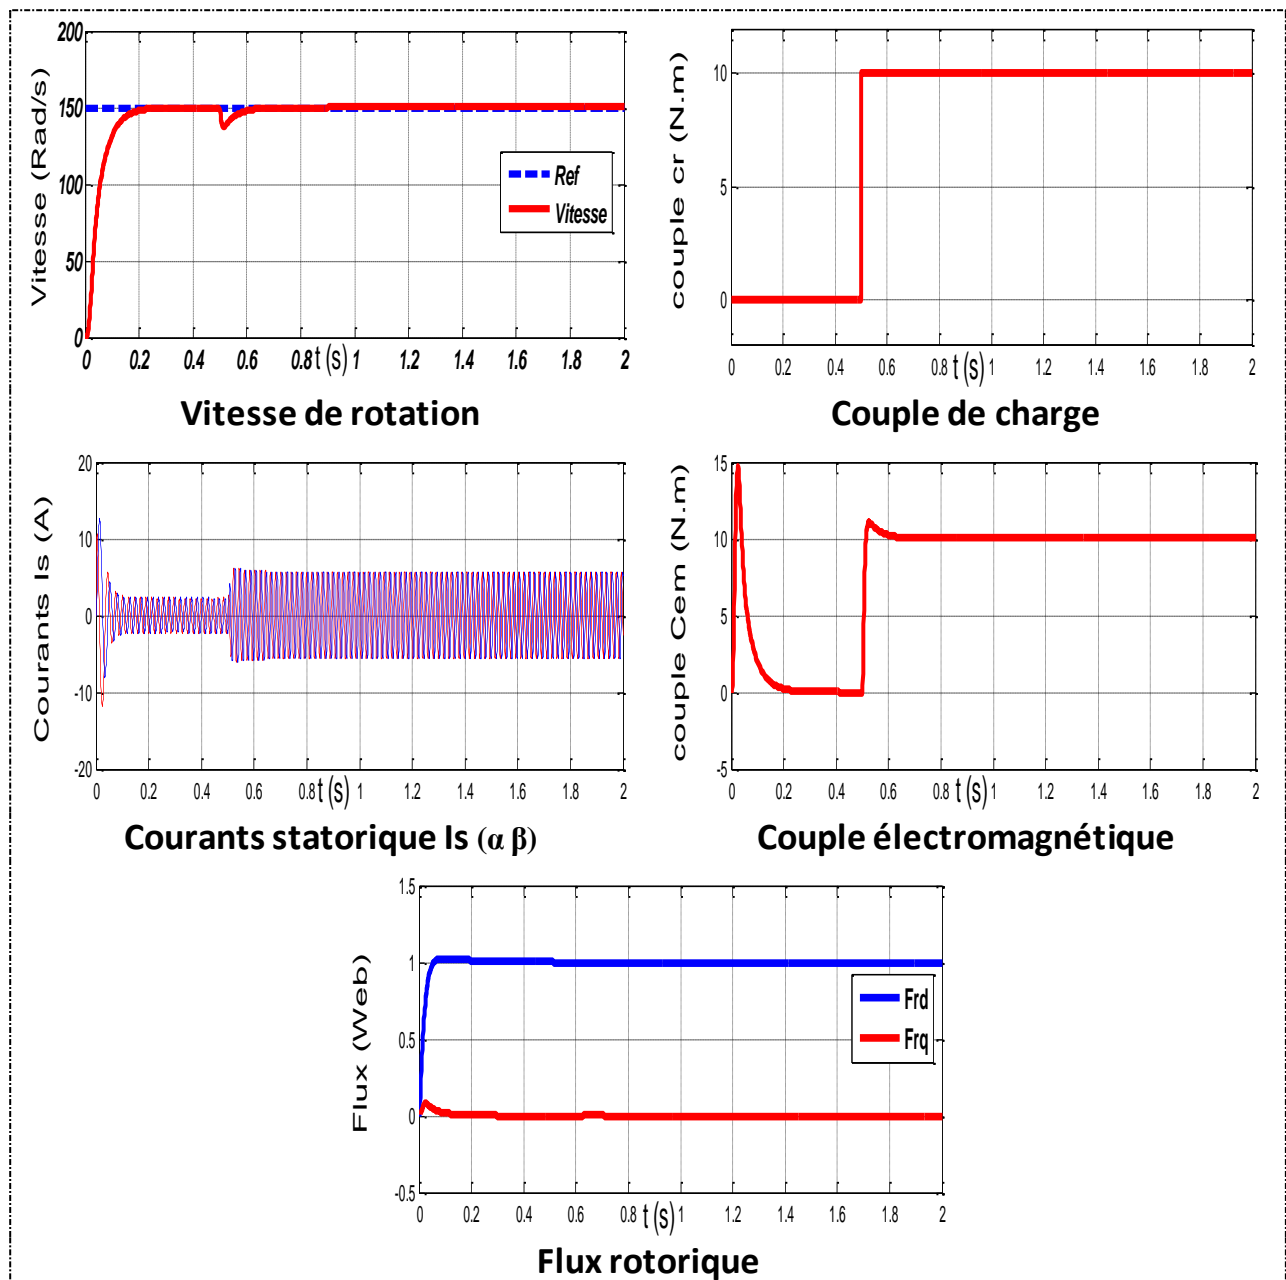 Vitesse (Rad/s)
200
150
100
50
0
0 0.2 0.4 0.6 0.8 t (s) 1 1.2 1.4 1.6 1.8 2
Ref
Vitesse
Vitesse de rotation
couple cr (N.m)
10
5
0
0 0.2 0.4 0.6 0.8 t (s) 1 1.2 1.4 1.6 1.8 2
Couple de charge
Courants Is (A)
20
10
0
-10
-20
0 0.2 0.4 0.6 0.8 t (s) 1 1.2 1.4 1.6 1.8 2
Courants statorique Is (α β)
couple Cem (N.m)
15
10
5
0
-5
0 0.2 0.4 0.6 0.8 t (s) 1 1.2 1.4 1.6 1.8 2
Couple électromagnétique
Flux (Web)
1.5
1
0.5
0
-0.5
0 0.2 0.4 0.6 0.8 t (s) 1 1.2 1.4 1.6 1.8 2
Frd
Frq
Flux rotorique